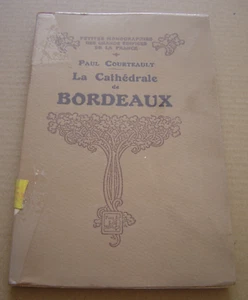 PETITES MONOGRAPHIES
DES GRANDS ÉDIFICES
DE LA FRANCE
PAUL COURTEAULT
La Cathédrale
de
BORDEAUX